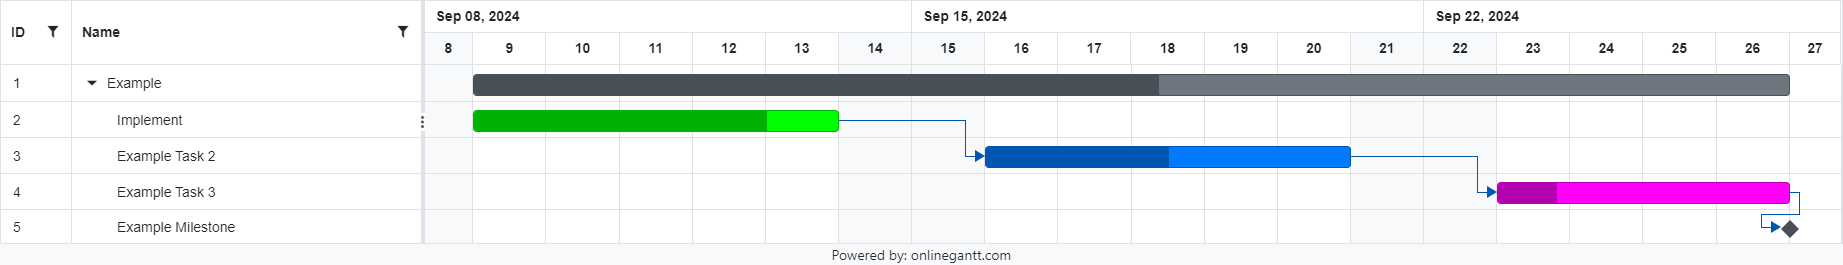 Sep 08, 2024 Sep 15, 2024 Sep 22, 2024
ID Name
8 9 10 11 12 13 14 15 16 17 18 19 20 21 22 23 24 25 26 27
1 Example
2 Implement
3 Example Task 2
4 Example Task 3
5 Example Milestone
Powered by: onlinegantt.com